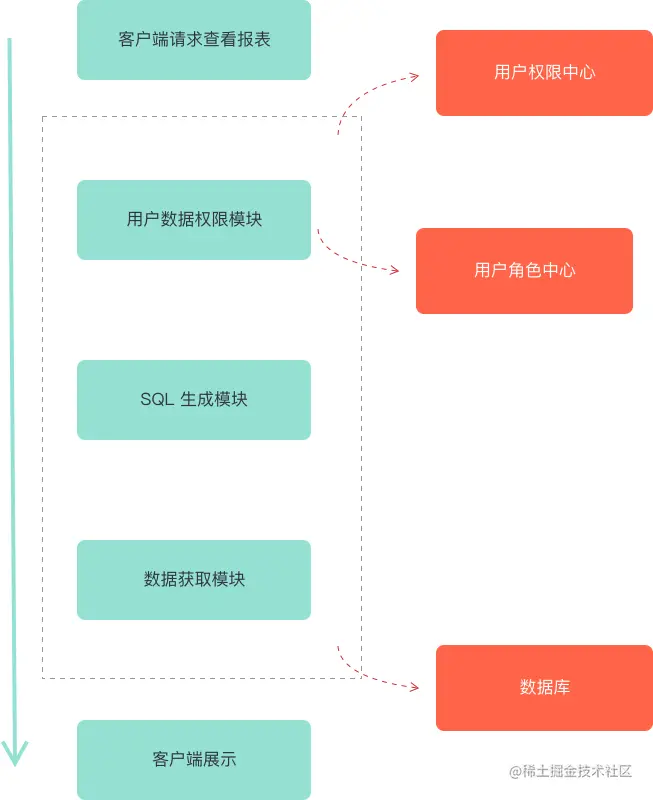 客户端请求查看报表
用户权限中心
用户数据权限模块
用户角色中心
SQL 生成模块
数据获取模块
数据库
客户端展示
@稀土掘金技术社区